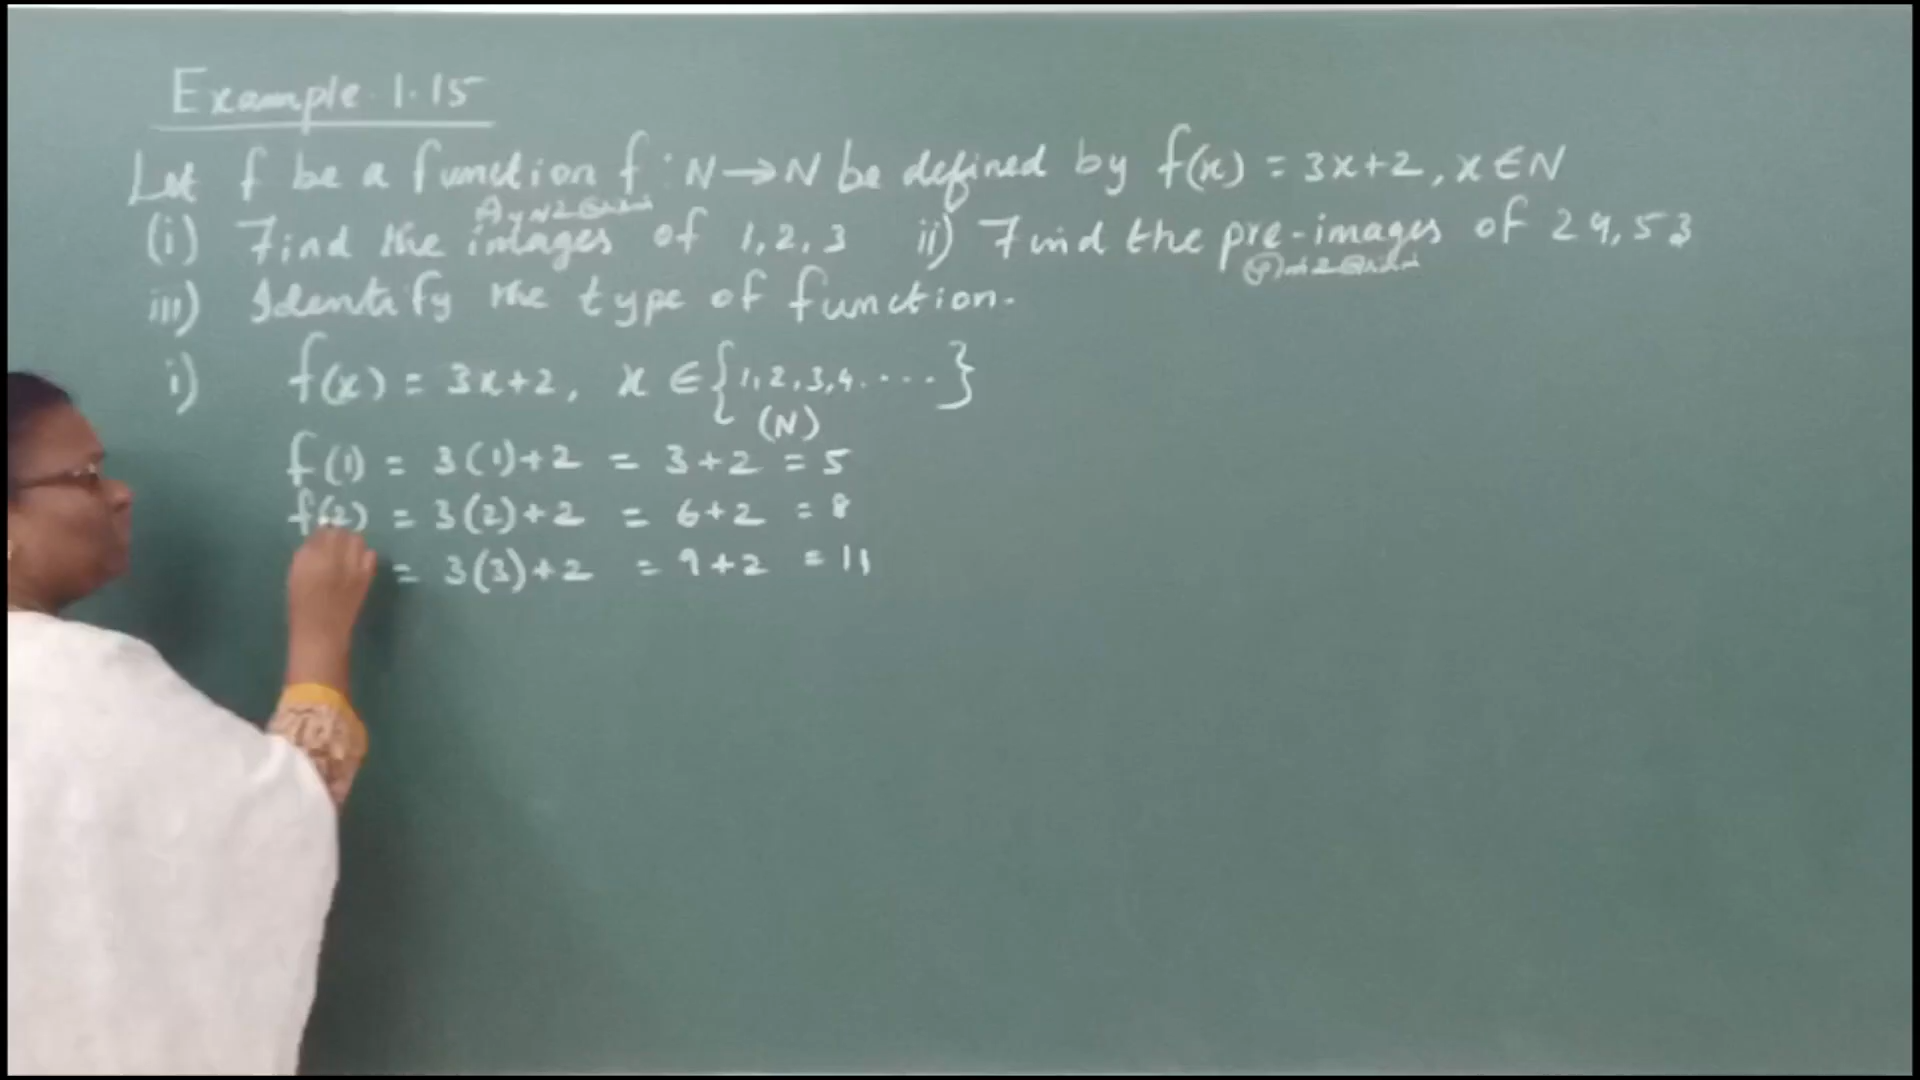 Example 1.15
Let f be a function f : N → N be defined by f(x) = 3x+2, x ∈ N
(i) Find the images of 1, 2, 3 ii) Find the pre-images of 29, 53
iii) Identify the type of function.
i) f(x) = 3x+2, x ∈ {1, 2, 3, 4. ....}
(N)
f(1) = 3(1)+2 = 3+2 = 5
f(2) = 3(2)+2 = 6+2 = 8
= 3(3)+2 = 9+2 = 11